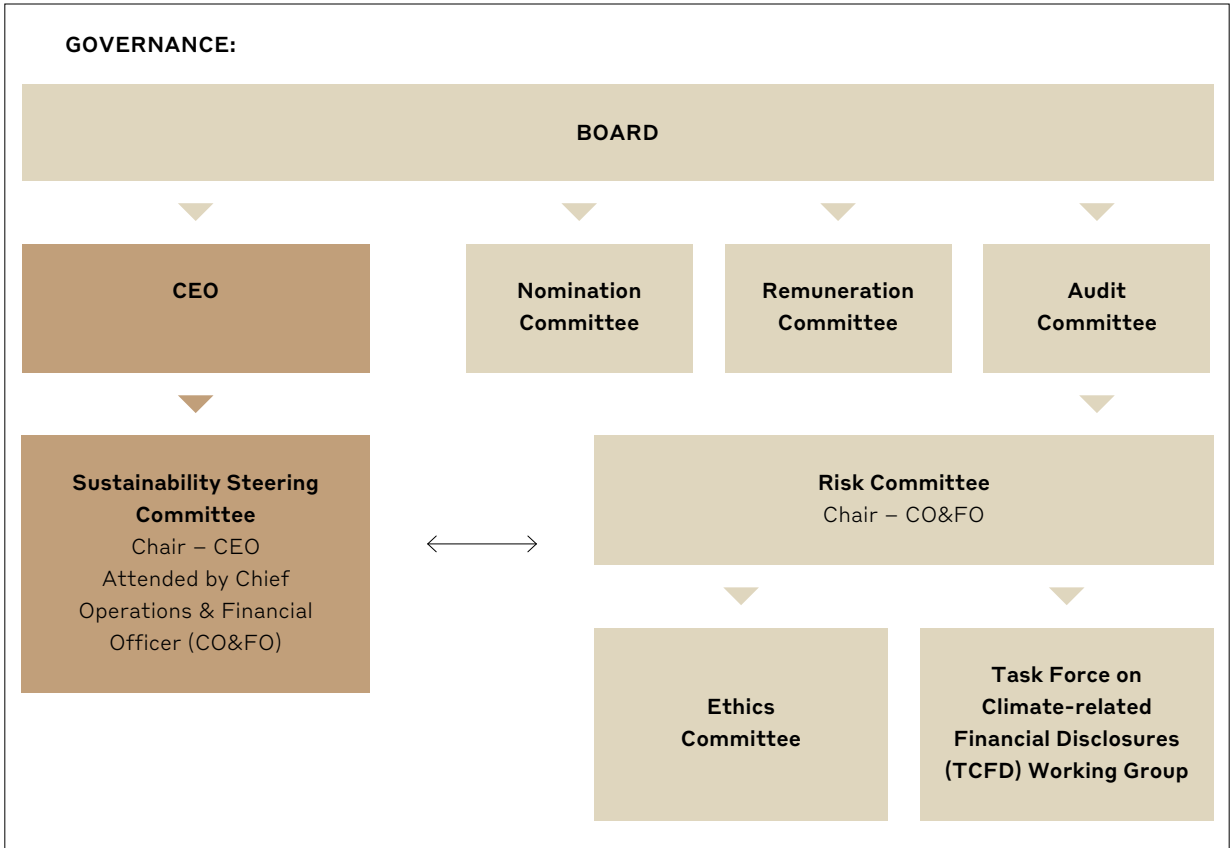 GOVERNANCE:
BOARD
CEO
Nomination
Committee
Remuneration
Committee
Audit
Committee
Sustainability Steering
Committee
Chair – CEO
Attended by Chief
Operations & Financial
Officer (CO&FO)
Risk Committee
Chair – CO&FO
Ethics
Committee
Task Force on
Climate-related
Financial Disclosures
(TCFD) Working Group